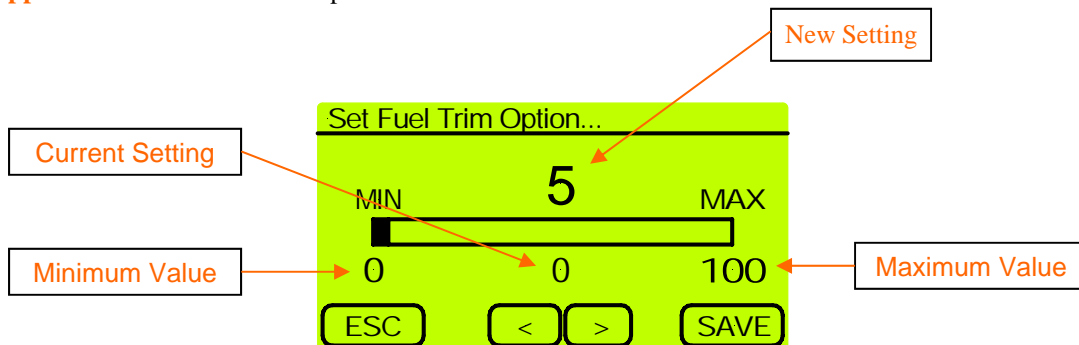 New Setting
Set Fuel Trim Option...
Current Setting
5
MIN MAX
Minimum Value
0 0 100
Maximum Value
ESC < > SAVE